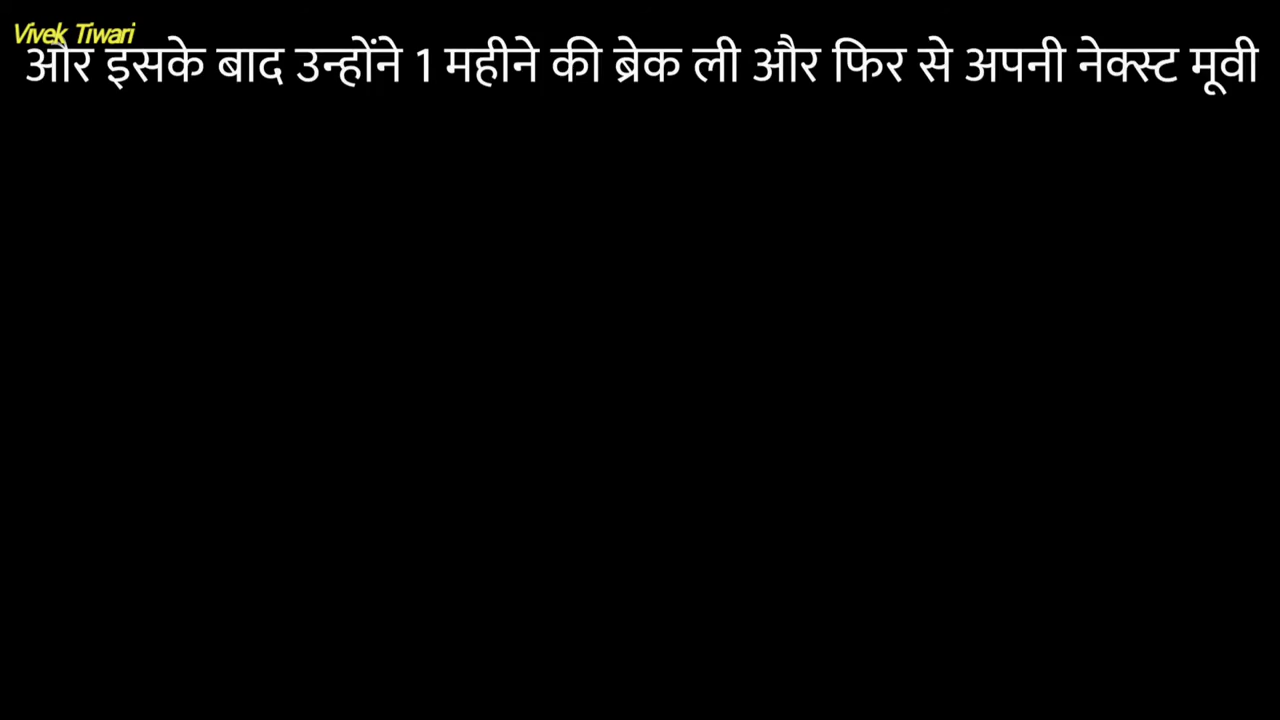 Vivek Tiwari
और इसके बाद उन्होंने 1 महीने की ब्रेक ली और फिर से अपनी नेक्स्ट मूवी